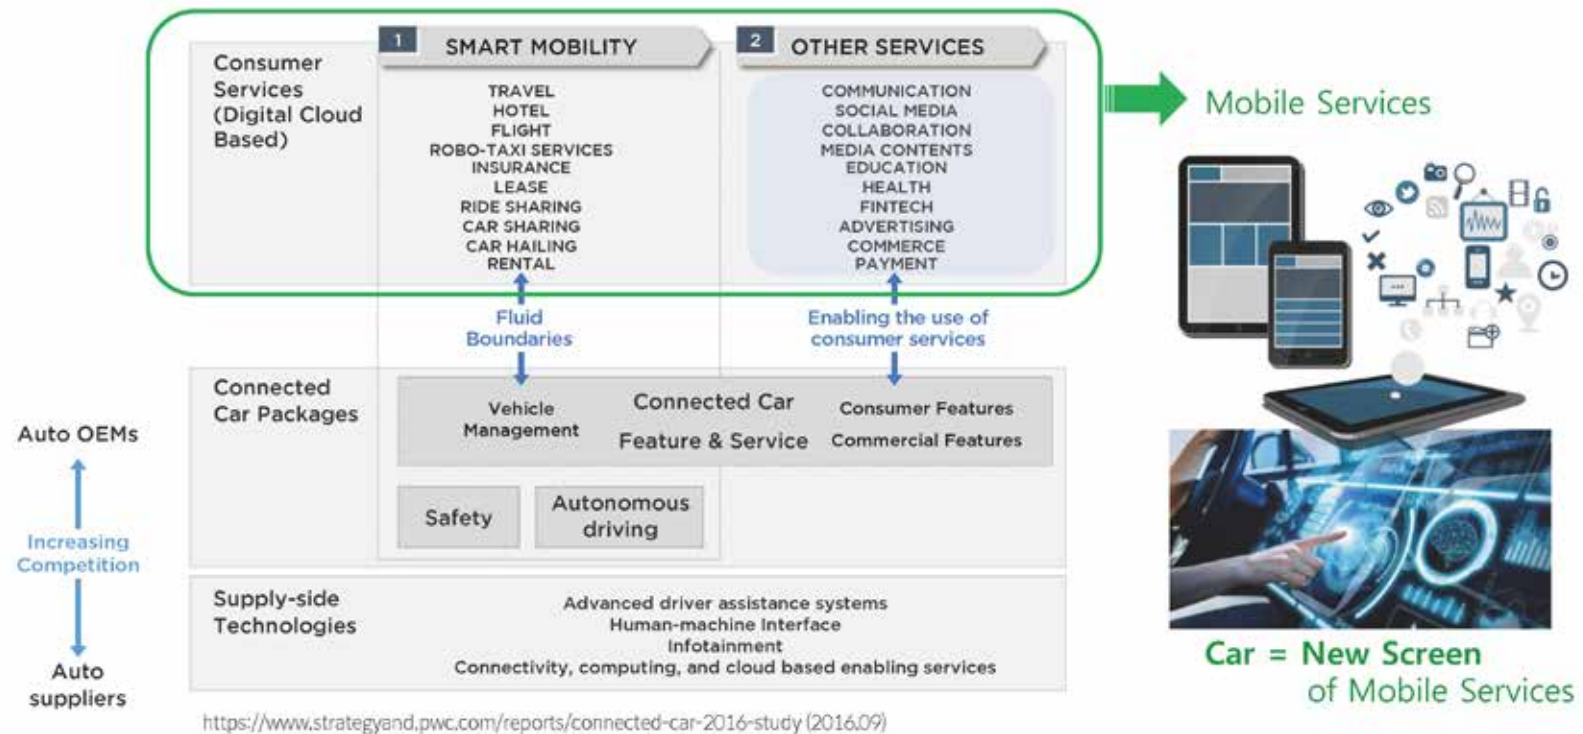 1 SMART MOBILITY
2 OTHER SERVICES
Consumer
Services
(Digital Cloud
Based)
TRAVEL
HOTEL
FLIGHT
ROBO-TAXI SERVICES
INSURANCE
LEASE
RIDE SHARING
CAR SHARING
CAR HAILING
RENTAL
COMMUNICATION
SOCIAL MEDIA
COLLABORATION
MEDIA CONTENTS
EDUCATION
HEALTH
FINTECH
ADVERTISING
COMMERCE
PAYMENT
Mobile Services
Fluid
Boundaries
Enabling the use of
consumer services
Connected
Car Packages
Vehicle
Management
Connected Car
Feature & Service
Consumer Features
Commercial Features
Safety
Autonomous
driving
Auto OEMs
Increasing
Competition
Auto
suppliers
Supply-side
Technologies
Advanced driver assistance systems
Human-machine Interface
Infotainment
Connectivity, computing, and cloud based enabling services
Car = New Screen
of Mobile Services
https://www.strategyand.pwc.com/reports/connected-car-2016-study (2016.09)